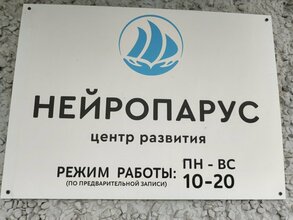 НЕЙРОПАРУС
центр развития
РЕЖИМ РАБОТЫ: ПН - ВС
(ПО ПРЕДВАРИТЕЛЬНОЙ ЗАПИСИ) 10-20